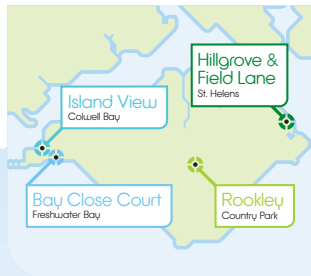 Hillgrove &
Field Lane
St. Helens
Island View
Colwell Bay
Bay Close Court
Freshwater Bay
Rookley
Country Park